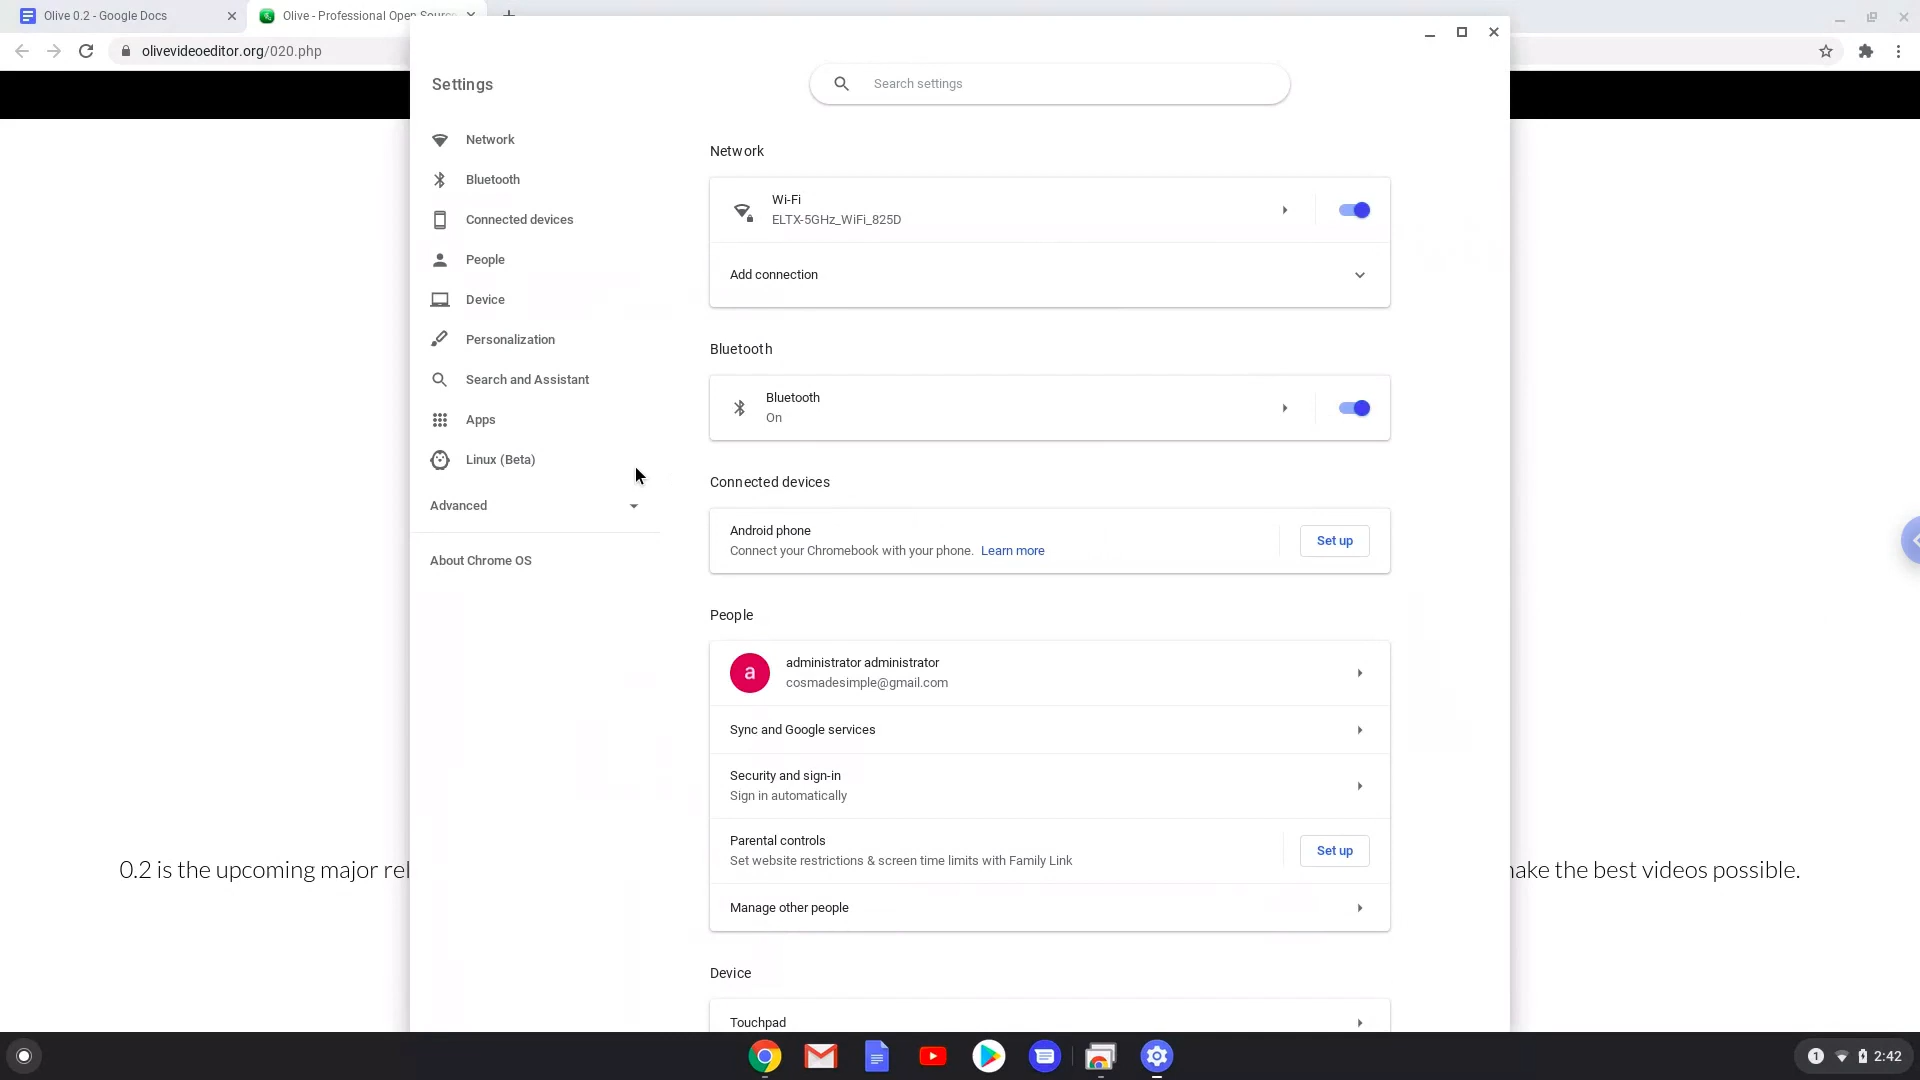 Olive 0.2 - Google Docs
Olive - Professional Open Source
olivevideoeditor.org/020.php
Settings
Search settings
Network
Bluetooth
Connected devices
People
Device
Personalization
Search and Assistant
Apps
Linux (Beta)
Advanced
About Chrome OS
Network
Wi-Fi
ELTX-5GHz_WiFi_825D
Add connection
Bluetooth
Bluetooth
On
Connected devices
Android phone
Connect your Chromebook with your phone. Learn more
Set up
People
a
administrator administrator
cosmadesimple@gmail.com
Sync and Google services
Security and sign-in
Sign in automatically
Parental controls
Set website restrictions & screen time limits with Family Link
Set up
Manage other people
Device
Touchpad
0.2 is the upcoming major rel
ake the best videos possible.
1
2:42